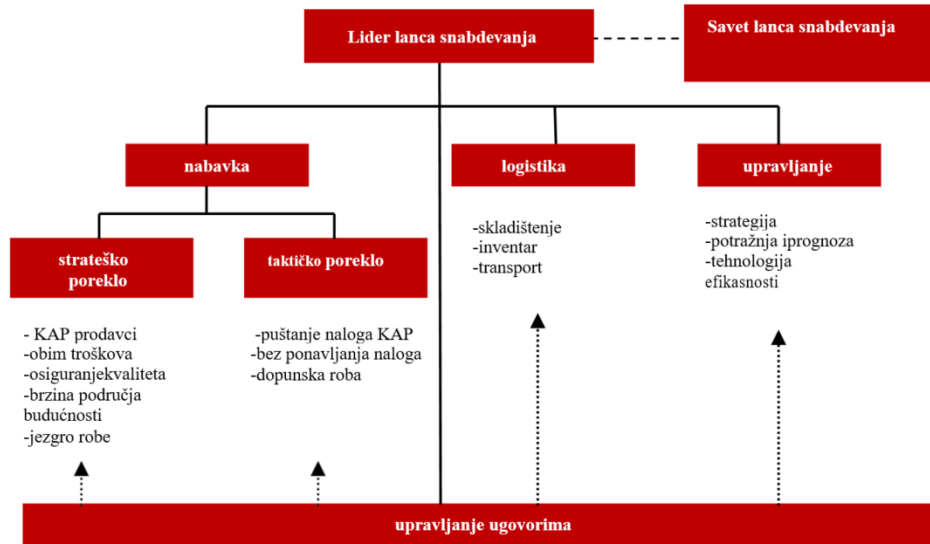 Lider lanca snabdevanja
Savet lanca snabdevanja
nabavka
logistika
upravljanje
strateško
poreklo
taktičko poreklo
-skladištenje
-inventar
-transport
-strategija
-potražnja iprognoza
-tehnologija
efikasnosti
- KAP prodavci
-obim troškova
-osiguranjekvaliteta
-brzina područja
budućnosti
-jezgro robe
-puštanje naloga KAP
-bez ponavljanja naloga
-dopunska roba
upravljanje ugovorima